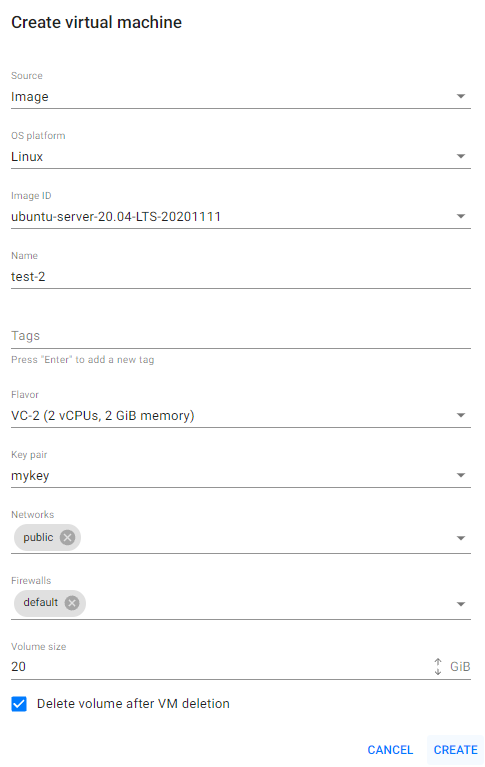 Create virtual machine
Source
Image
OS platform
Linux
Image ID
ubuntu-server-20.04-LTS-20201111
Name
test-2
Tags
Press "Enter" to add a new tag
Flavor
VC-2 (2 vCPUs, 2 GiB memory)
Key pair
mykey
Networks
public
Firewalls
default
Volume size
20 GiB
Delete volume after VM deletion
CANCEL CREATE